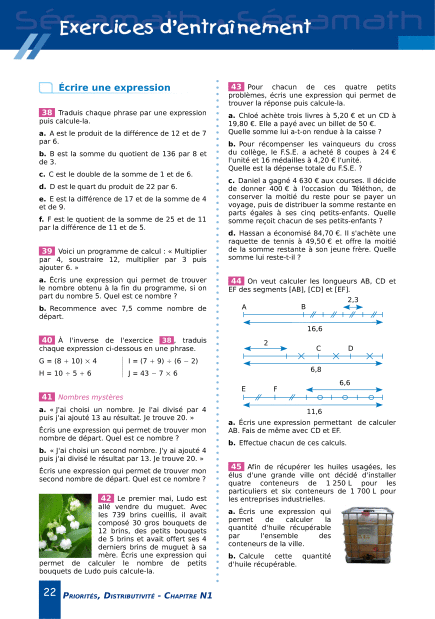 Sésamath
Sésamath
Exercices d'entraînement
Écrire une expression
38 Traduis chaque phrase par une expression
puis calcule-la.
a. A est le produit de la différence de 12 et de 7
par 6.
b. B est la somme du quotient de 136 par 8 et
de 3.
c. C est le double de la somme de 1 et de 6.
d. D est le quart du produit de 22 par 6.
e. E est la différence de 17 et de la somme de 4
et de 9.
f. F est le quotient de la somme de 25 et de 11
par la différence de 11 et de 5.
39 Voici un programme de calcul : « Multiplier
par 4, soustraire 12, multiplier par 3 puis
ajouter 6. »
a. Écris une expression qui permet de trouver
le nombre obtenu à la fin du programme, si on
part du nombre 5. Quel est ce nombre ?
b. Recommence avec 7,5 comme nombre de
départ.
40 À l'inverse de l'exercice 38, traduis
chaque expression ci-dessous en une phrase.
G = (8 + 10) × 4
I = (7 + 9) ÷ (6 − 2)
H = 10 ÷ 5 + 6
J = 43 − 7 × 6
41 Nombres mystères
a. « J'ai choisi un nombre. Je l'ai divisé par 4
puis j'ai ajouté 13 au résultat. Je trouve 20. »
Écris une expression qui permet de trouver mon
nombre de départ. Quel est ce nombre ?
b. « J'ai choisi un second nombre. J'y ai ajouté 4
puis j'ai divisé le résultat par 13. Je trouve 20. »
Écris une expression qui permet de trouver mon
second nombre de départ. Quel est ce nombre ?
42 Le premier mai, Ludo est
allé vendre du muguet. Avec
les 739 brins cueillis, il avait
composé 30 gros bouquets de
12 brins, des petits bouquets
de 5 brins et avait offert ses 4
derniers brins de muguet à sa
mère. Écris une expression qui
permet de calculer le nombre de petits
bouquets de Ludo puis calcule-la.
43 Pour chacun de ces quatre petits
problèmes, écris une expression qui permet de
trouver la réponse puis calcule-la.
a. Chloé achète trois livres à 5,20 € et un CD à
19,80 €. Elle a payé avec un billet de 50 €.
Quelle somme lui a-t-on rendue à la caisse ?
b. Pour récompenser les vainqueurs du cross
du collège, le F.S.E. a acheté 8 coupes à 24 €
l'unité et 16 médailles à 4,20 € l'unité.
Quelle est la dépense totale du F.S.E. ?
c. Daniel a gagné 4 630 € aux courses. Il décide
de donner 400 € à l'occasion du Téléthon, de
conserver la moitié du reste pour se payer un
voyage, puis de distribuer la somme restante en
parts égales à ses cinq petits-enfants. Quelle
somme reçoit chacun de ses petits-enfants ?
d. Hassan a économisé 84,70 €. Il s'achète une
raquette de tennis à 49,50 € et offre la moitié
de la somme restante à son jeune frère. Quelle
somme lui reste-t-il ?
44 On veut calculer les longueurs AB, CD et
EF des segments [AB], [CD] et [EF].
2,3
A B
16,6
2
C D
6,8
6,6
E F
11,6
a. Écris une expression permettant de calculer
AB. Fais de même avec CD et EF.
b. Effectue chacun de ces calculs.
45 Afin de récupérer les huiles usagées, les
élus d'une grande ville ont décidé d'installer
quatre conteneurs de 1 250 L pour les
particuliers et six conteneurs de 1 700 L pour
les entreprises industrielles.
a. Écris une expression qui
permet de calculer la
quantité d'huile récupérable
par l'ensemble des
conteneurs de la ville.
b. Calcule cette quantité
d'huile récupérable.
22 Priorités, Distributivité - Chapitre N1